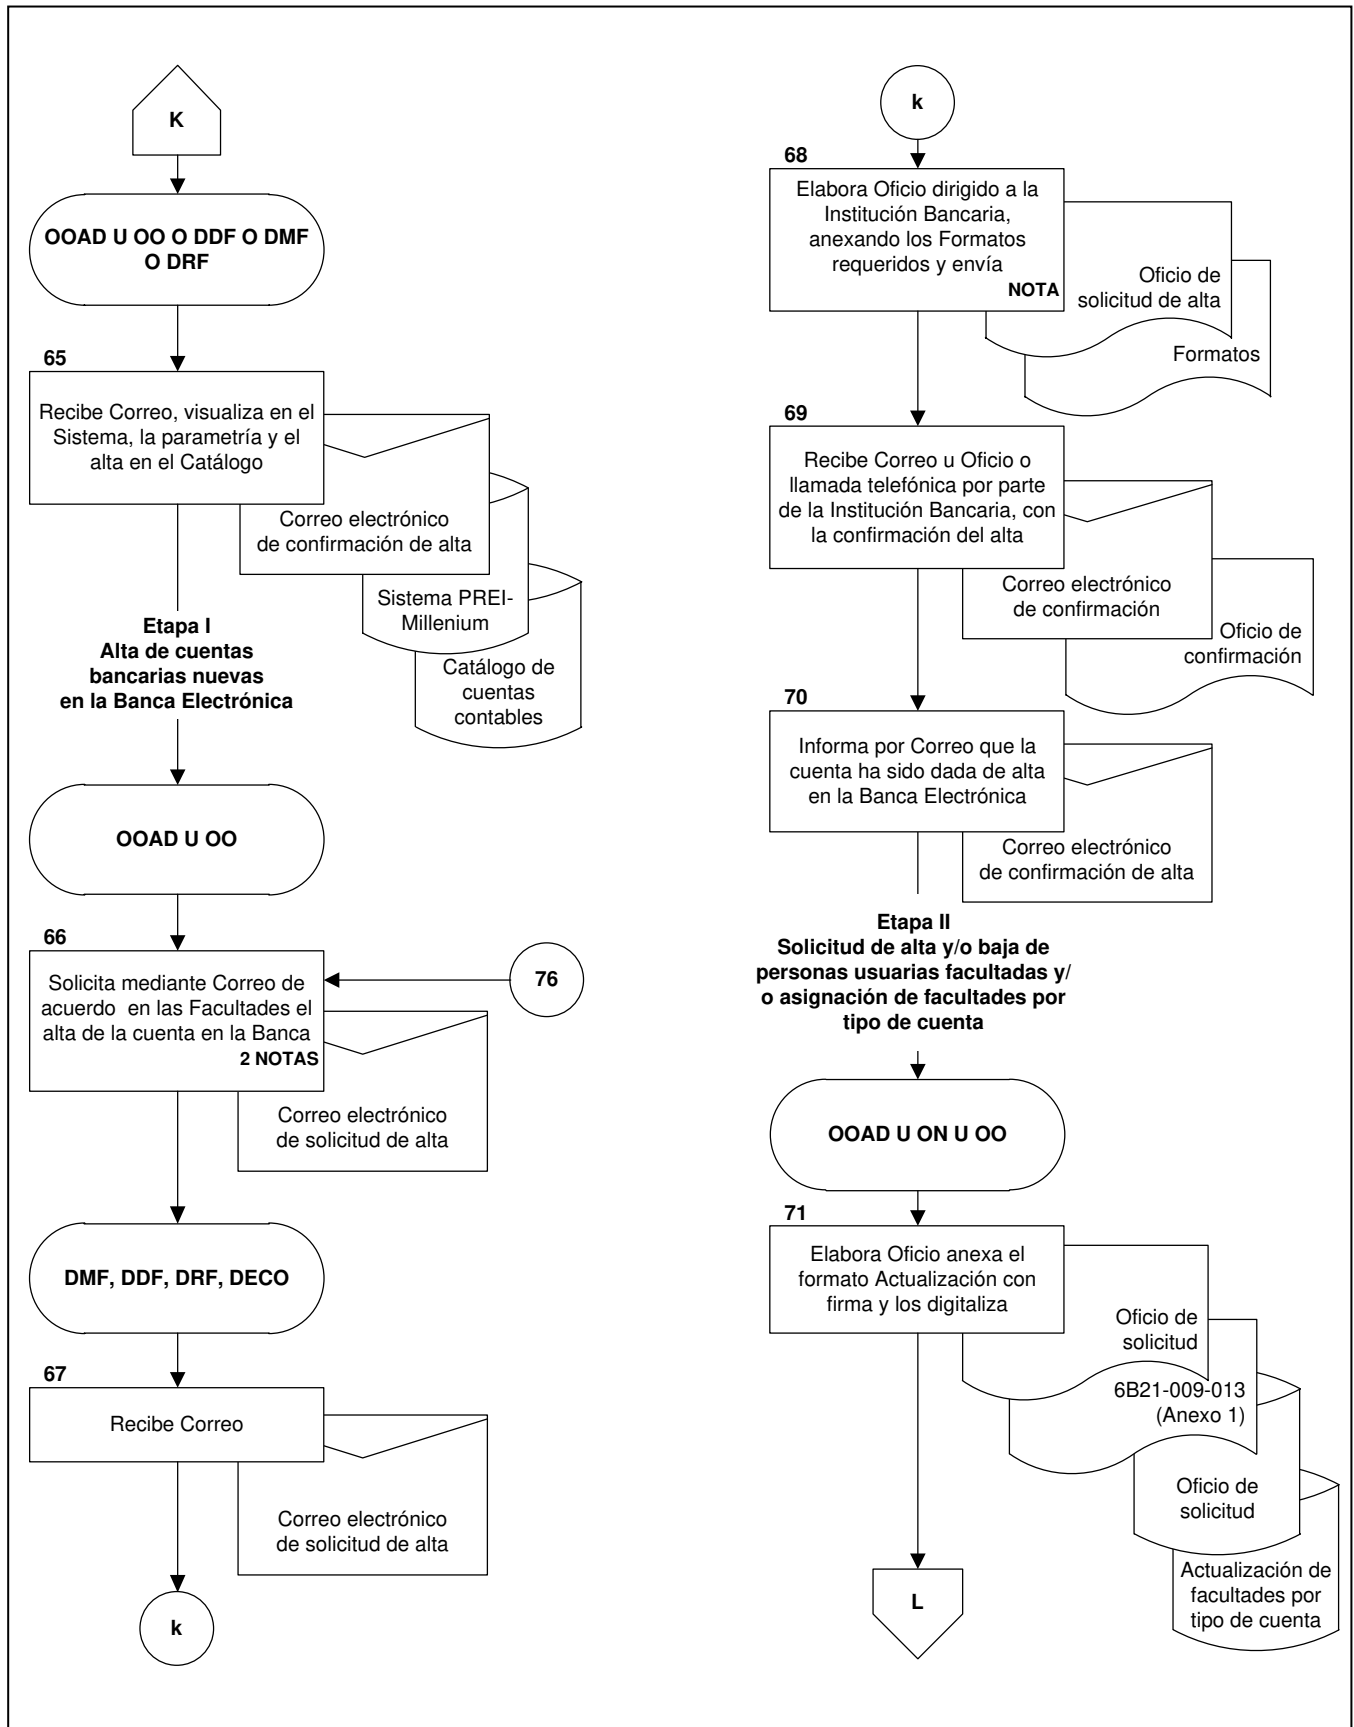 K
OOAD U OO O DDF O DMF
O DRF
65
Recibe Correo, visualiza en el
Sistema, la parametría y el
alta en el Catálogo
Correo electrónico
de confirmación de alta
Sistema PREI-
Millenium
Catálogo de
cuentas
contables
Etapa I
Alta de cuentas
bancarias nuevas
en la Banca Electrónica
OOAD U OO
66
Solicita mediante Correo de
acuerdo  en las Facultades el
alta de la cuenta en la Banca
2 NOTAS
76
Correo electrónico
de solicitud de alta
DMF, DDF, DRF, DECO
67
Recibe Correo
Correo electrónico
de solicitud de alta
k
k
68
Elabora Oficio dirigido a la
Institución Bancaria,
anexando los Formatos
requeridos y envía
NOTA
Oficio de
solicitud de alta
Formatos
69
Recibe Correo u Oficio o
llamada telefónica por parte
de la Institución Bancaria, con
la confirmación del alta
Correo electrónico
de confirmación
Oficio de
confirmación
70
Informa por Correo que la
cuenta ha sido dada de alta
en la Banca Electrónica
Correo electrónico
de confirmación de alta
Etapa II
Solicitud de alta y/o baja de
personas usuarias facultadas y/
o asignación de facultades por
tipo de cuenta
OOAD U ON U OO
71
Elabora Oficio anexa el
formato Actualización con
firma y los digitaliza
Oficio de
solicitud
6B21-009-013
(Anexo 1)
Oficio de
solicitud
Actualización de
facultades por
tipo de cuenta
L